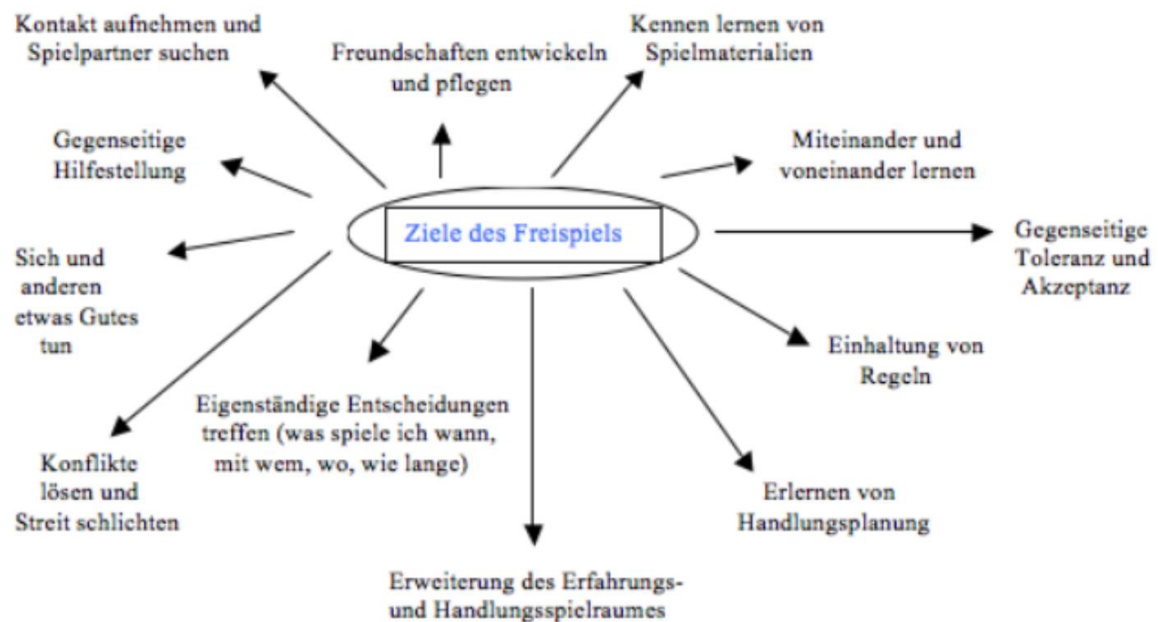 Kontakt aufnehmen und
Spielpartner suchen
Freundschaften entwickeln
und pflegen
Kennen lernen von
Spielmaterialien
Gegenseitige
Hilfestellung
Miteinander und
voneinander lernen
Ziele des Freispiels
Gegenseitige
Toleranz und
Akzeptanz
Sich und
anderen
etwas Gutes
tun
Einhaltung von
Regeln
Eigenständige Entscheidungen
treffen (was spiele ich wann,
mit wem, wo, wie lange)
Konflikte
lösen und
Streit schlichten
Erlernen von
Handlungsplanung
Erweiterung des Erfahrungs-
und Handlungsspielraumes